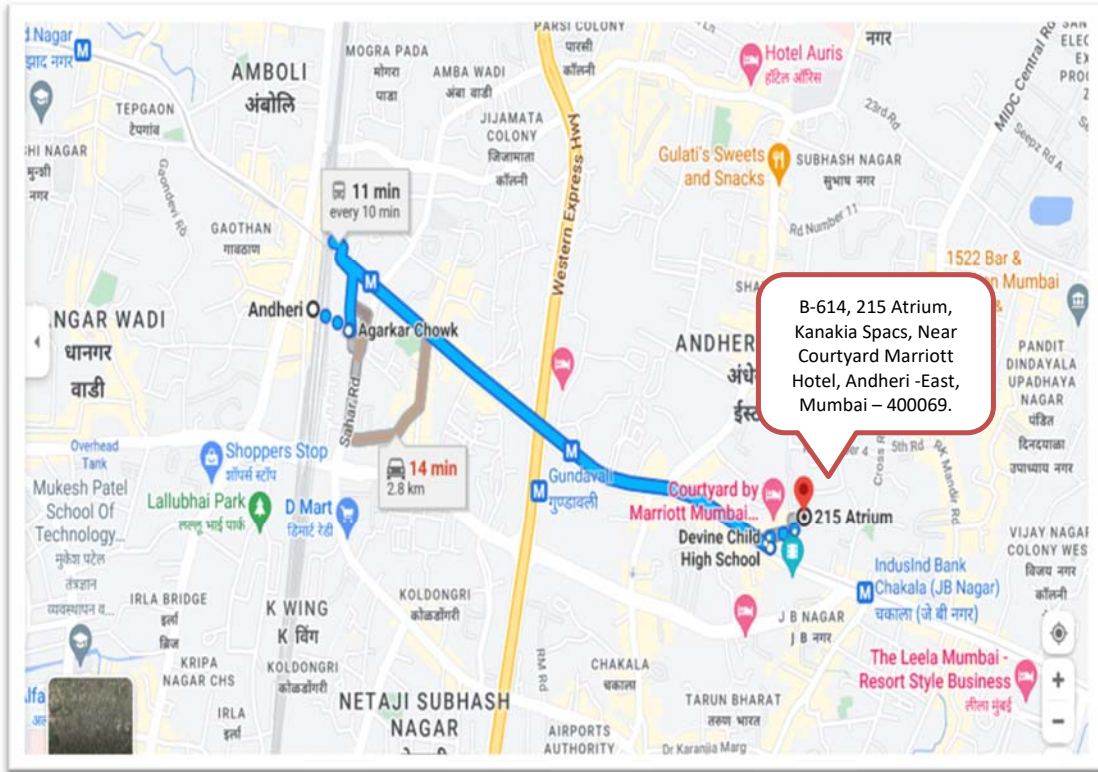 PARSI COLONY
पारसी
कॉलनी
नगर
Nagar
MOGRA PADA
मोगरा
पाडा
AMBOLI
अंबोलि
AMBA WADI
अंबा वाडी
Hotel Auris
हॉटेल ऑरिस
MIDC Central Rd
TEPGAON
टेपगांव
JIJAMATA
COLONY
जिजामाता
कॉलनी
23rd Rd
Seepz Rd A
NAGAR
मुन्शी
नगर
Gaondevi Rd
Western Express Hwy
Gulati's Sweets
and Snacks
SUBHASH NAGAR
सुभाष नगर
11 min
every 10 min
Rd Number 11
GAOTHAN
गावठाण
1522 Bar &
Mumbai
Andheri
Agarkar Chowk
B-614, 215 Atrium,
Kanakia Spacs, Near
Courtyard Marriott
Hotel, Andheri -East,
Mumbai – 400069.
ANGAR WADI
धानगर
वाडी
ANDHER
PANDIT
DINDAYALA
UPADHAYA
NAGAR
पंडित
दिनदयाळा
उपाध्याय नगर
Sahar Rd
5th Rd
Cross R
RK Mandir Rd
Overhead
Tank
Shoppers Stop
शॉपर्स स्टॉप
14 min
2.8 km
Mukesh Patel
School Of
Technology...
मुकेश पटेल
तंत्रज्ञान
व्यवस्थापन व...
Lallubhai Park
लल्लू भाई पार्क
D Mart
डिमार्ट रेडी
Gundavali
गुण्डावली
Courtyard by
Marriott Mumbai...
215 Atrium
Devine Child
High School
VIJAY NAGAR
COLONY WES
विजय नगर
कॉलनी
IndusInd Bank
Chakala (JB Nagar)
चकाला (जे बी नगर)
IRLA BRIDGE
इर्ला
ब्रिज
K WING
K विंग
KOLDONGRI
कोळडोंगरी
J B NAGAR
J B नगर
KRIPA
NAGAR CHS
KOLDONGRI
कोळडोंगरी
RM Rd
CHAKALA
चकाला
The Leela Mumbai -
Resort Style Business
लीला मुंबई
Alfa
IRLA
इर्ला
NETAJI SUBHASH
NAGAR
TARUN BHARAT
तरुण भारत
AIRPORTS
AUTHORITY
Dr Karanjia Marg